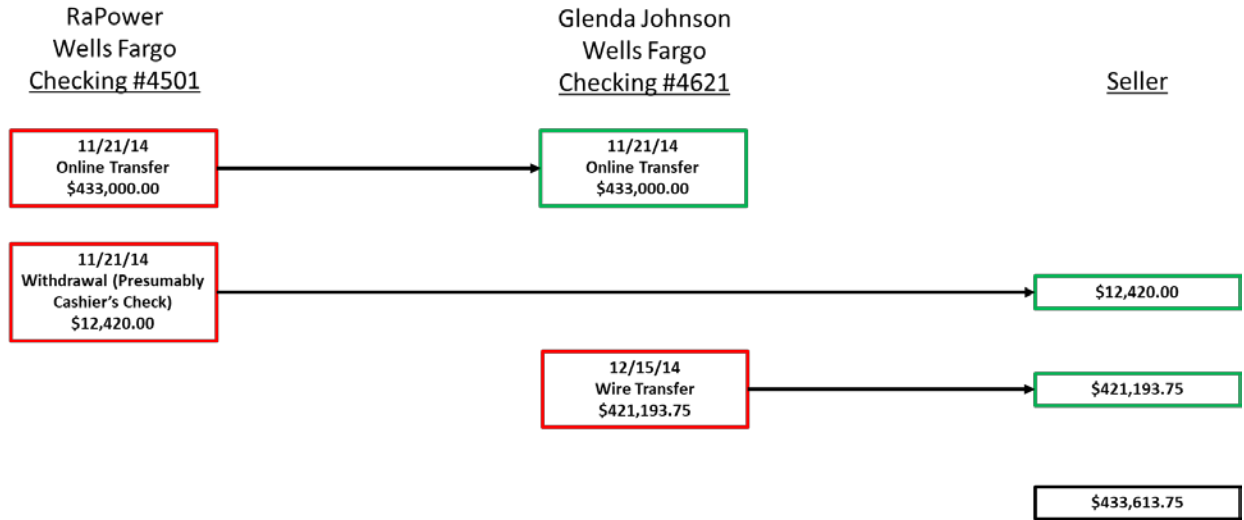 RaPower
Wells Fargo
Checking #4501
Glenda Johnson
Wells Fargo
Checking #4621
Seller
11/21/14
Online Transfer
$433,000.00
11/21/14
Online Transfer
$433,000.00
11/21/14
Withdrawal (Presumably
Cashier's Check)
$12,420.00
$12,420.00
12/15/14
Wire Transfer
$421,193.75
$421,193.75
$433,613.75